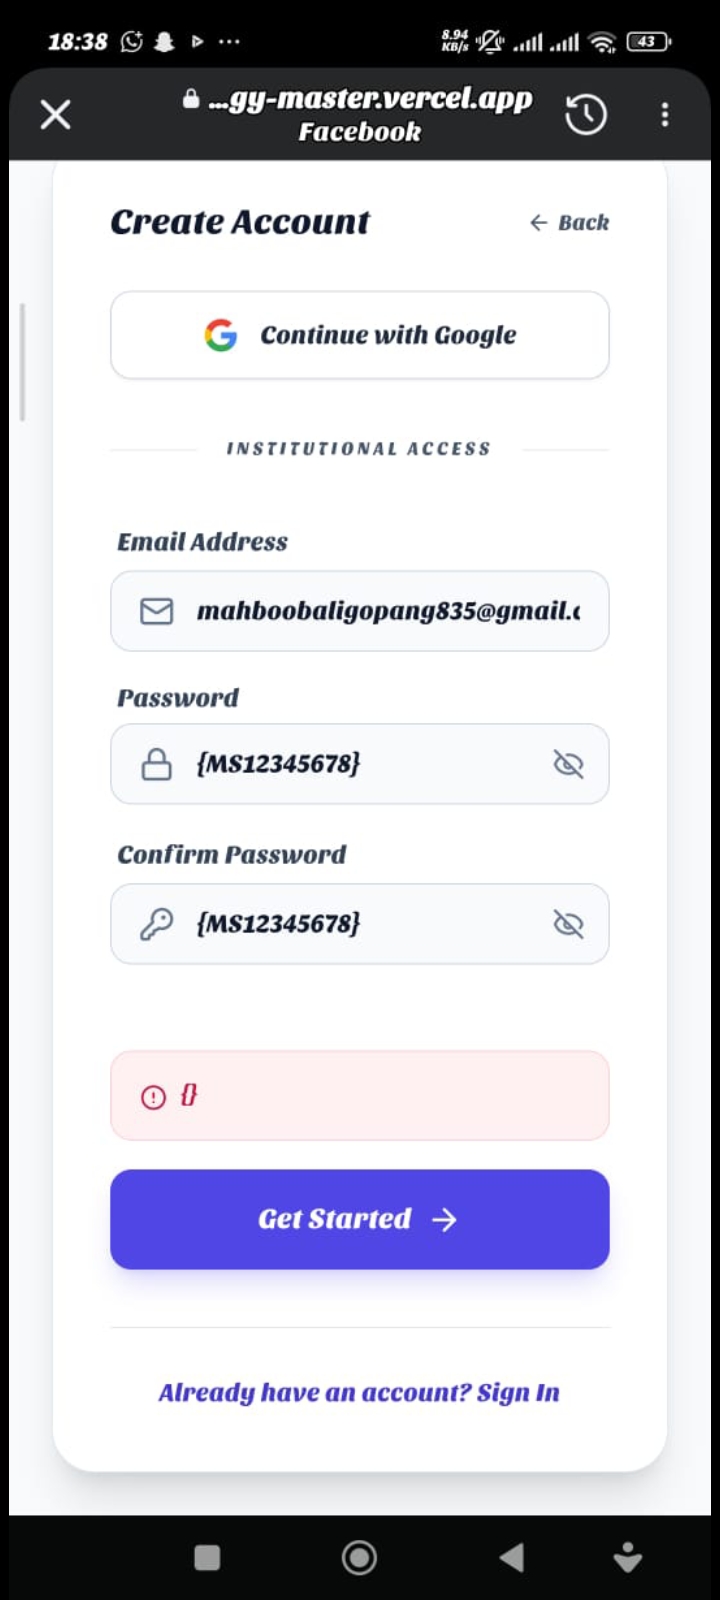 18:38
8.94
KB/s
43
...gy-master.vercel.app
Facebook
Create Account
← Back
Continue with Google
INSTITUTIONAL ACCESS
Email Address
mahboobaligopang835@gmail.c
Password
{MS12345678}
Confirm Password
{MS12345678}
{}
Get Started →
Already have an account? Sign In